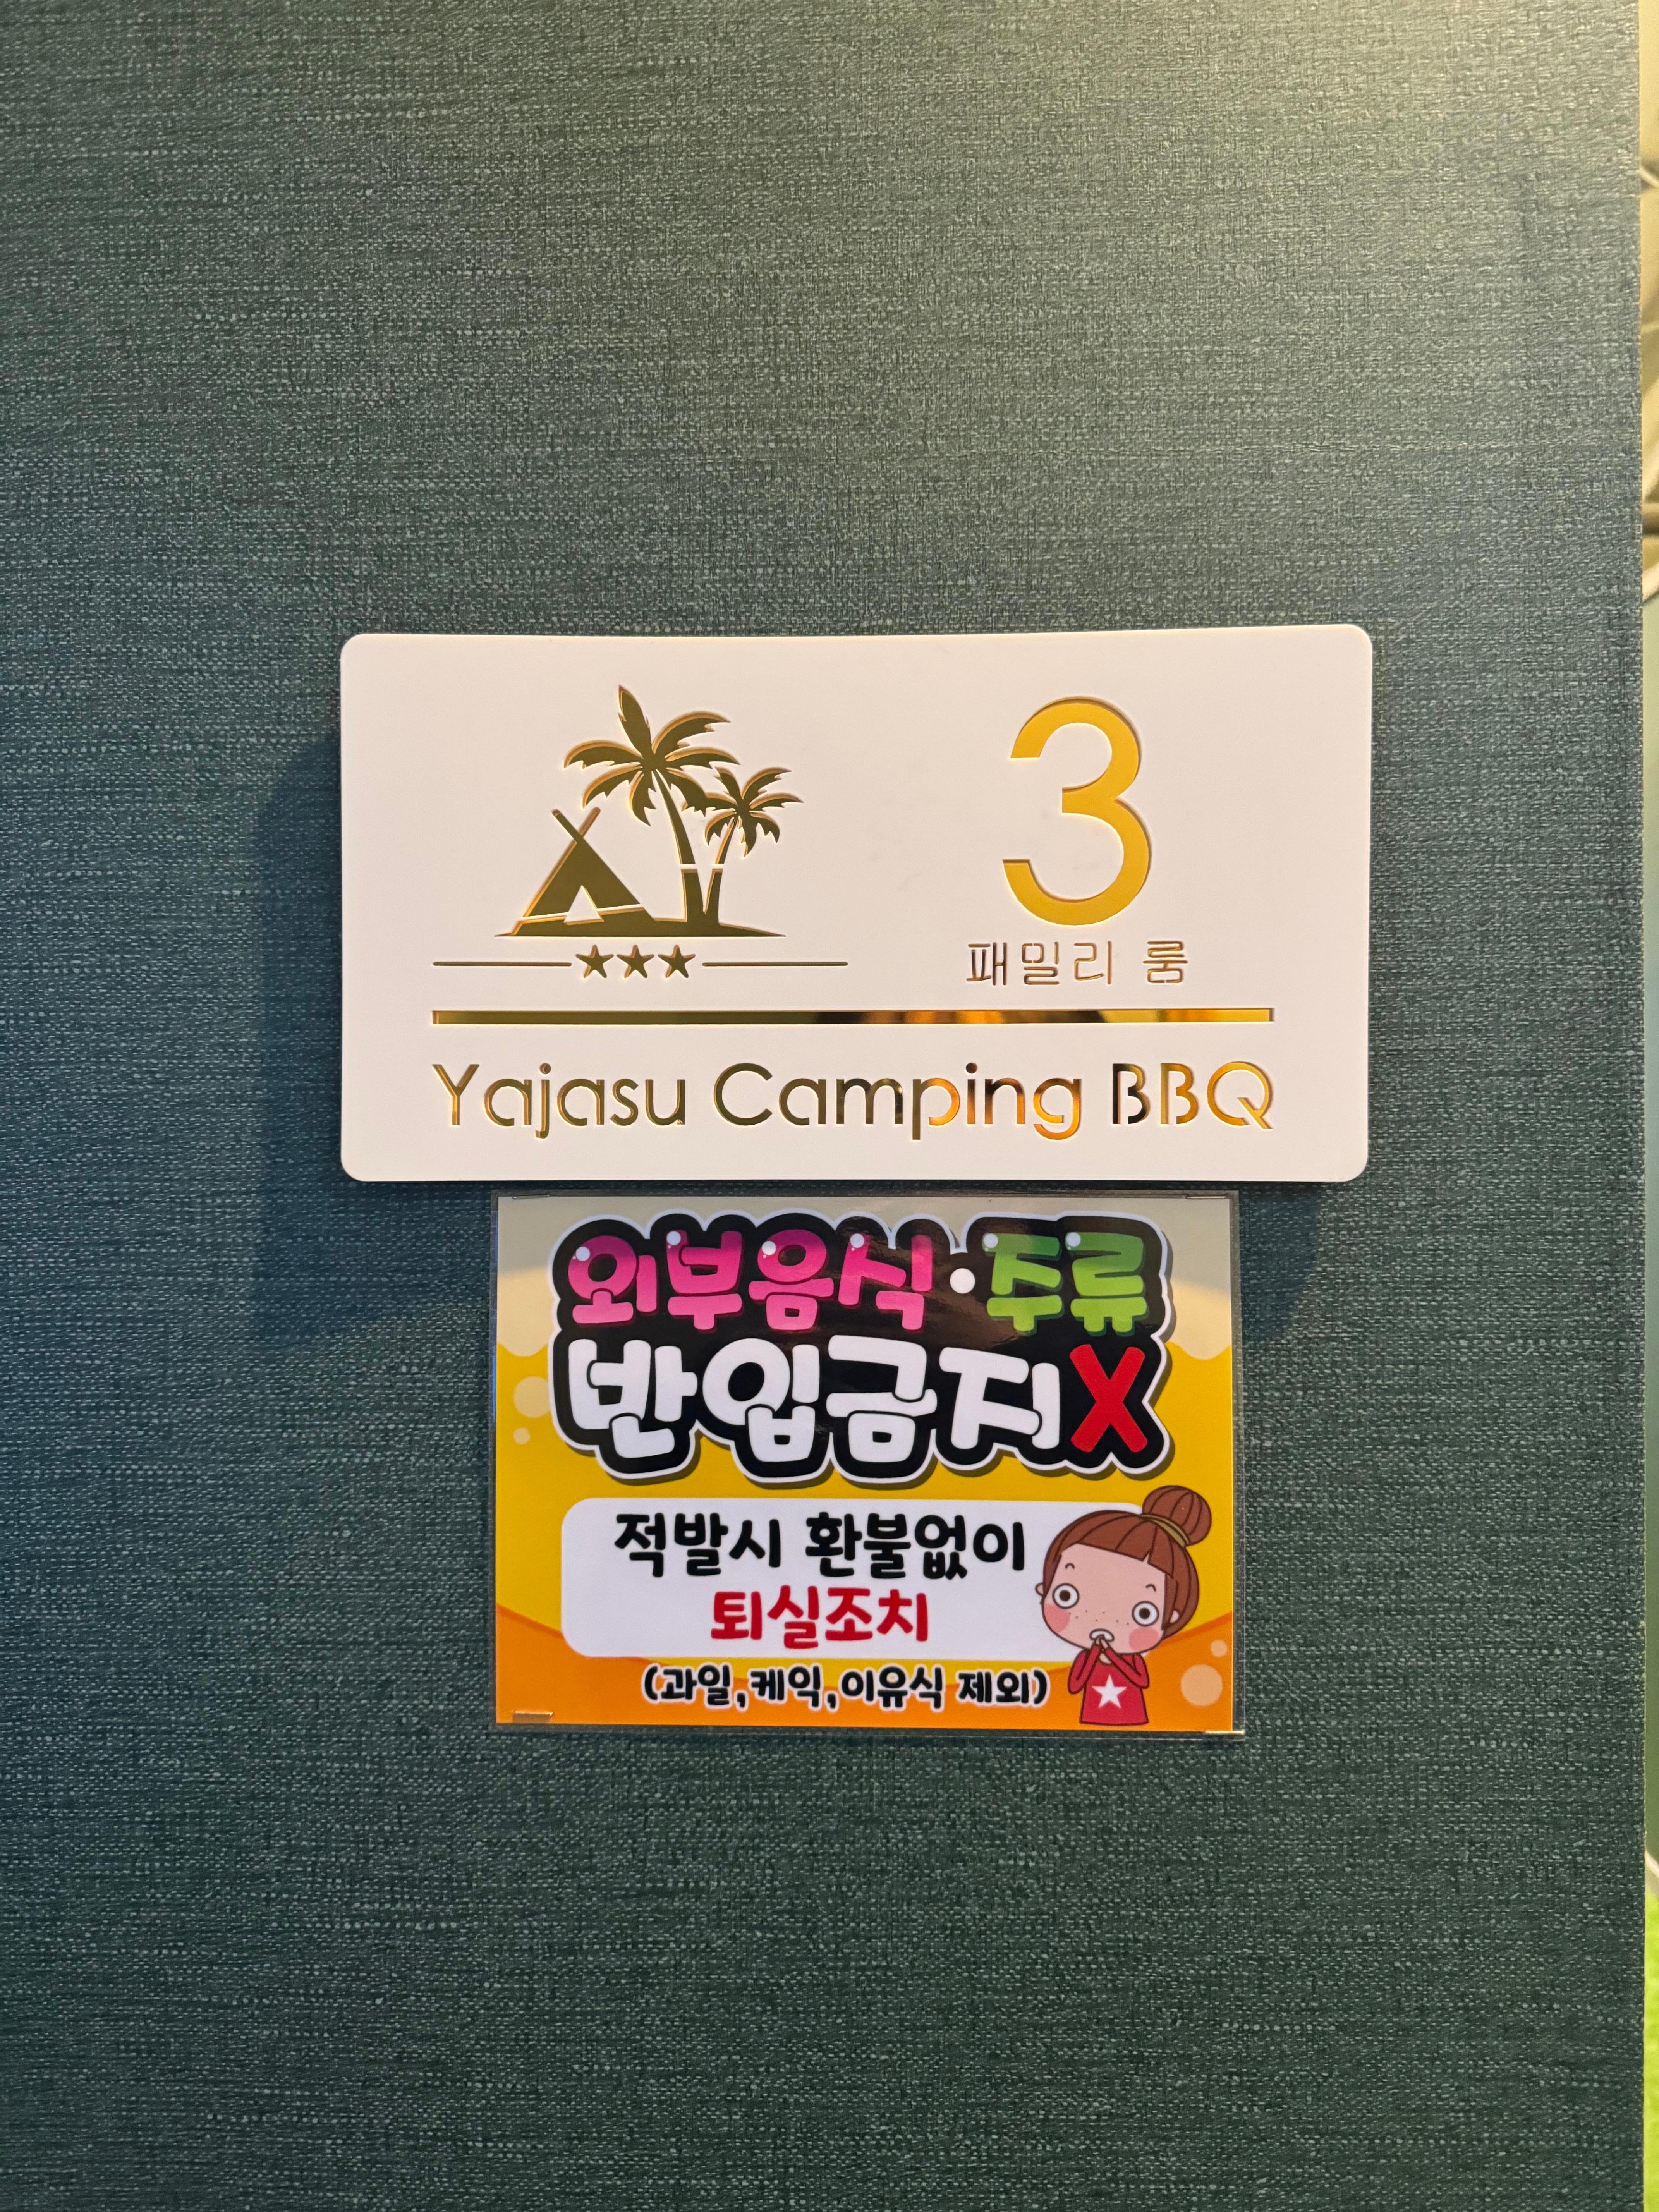 3
패밀리 룸
Yajasu Camping BBQ
외부음식·주류
반입금지X
적발시 환불없이
퇴실조치
(과일,케익,이유식 제외)